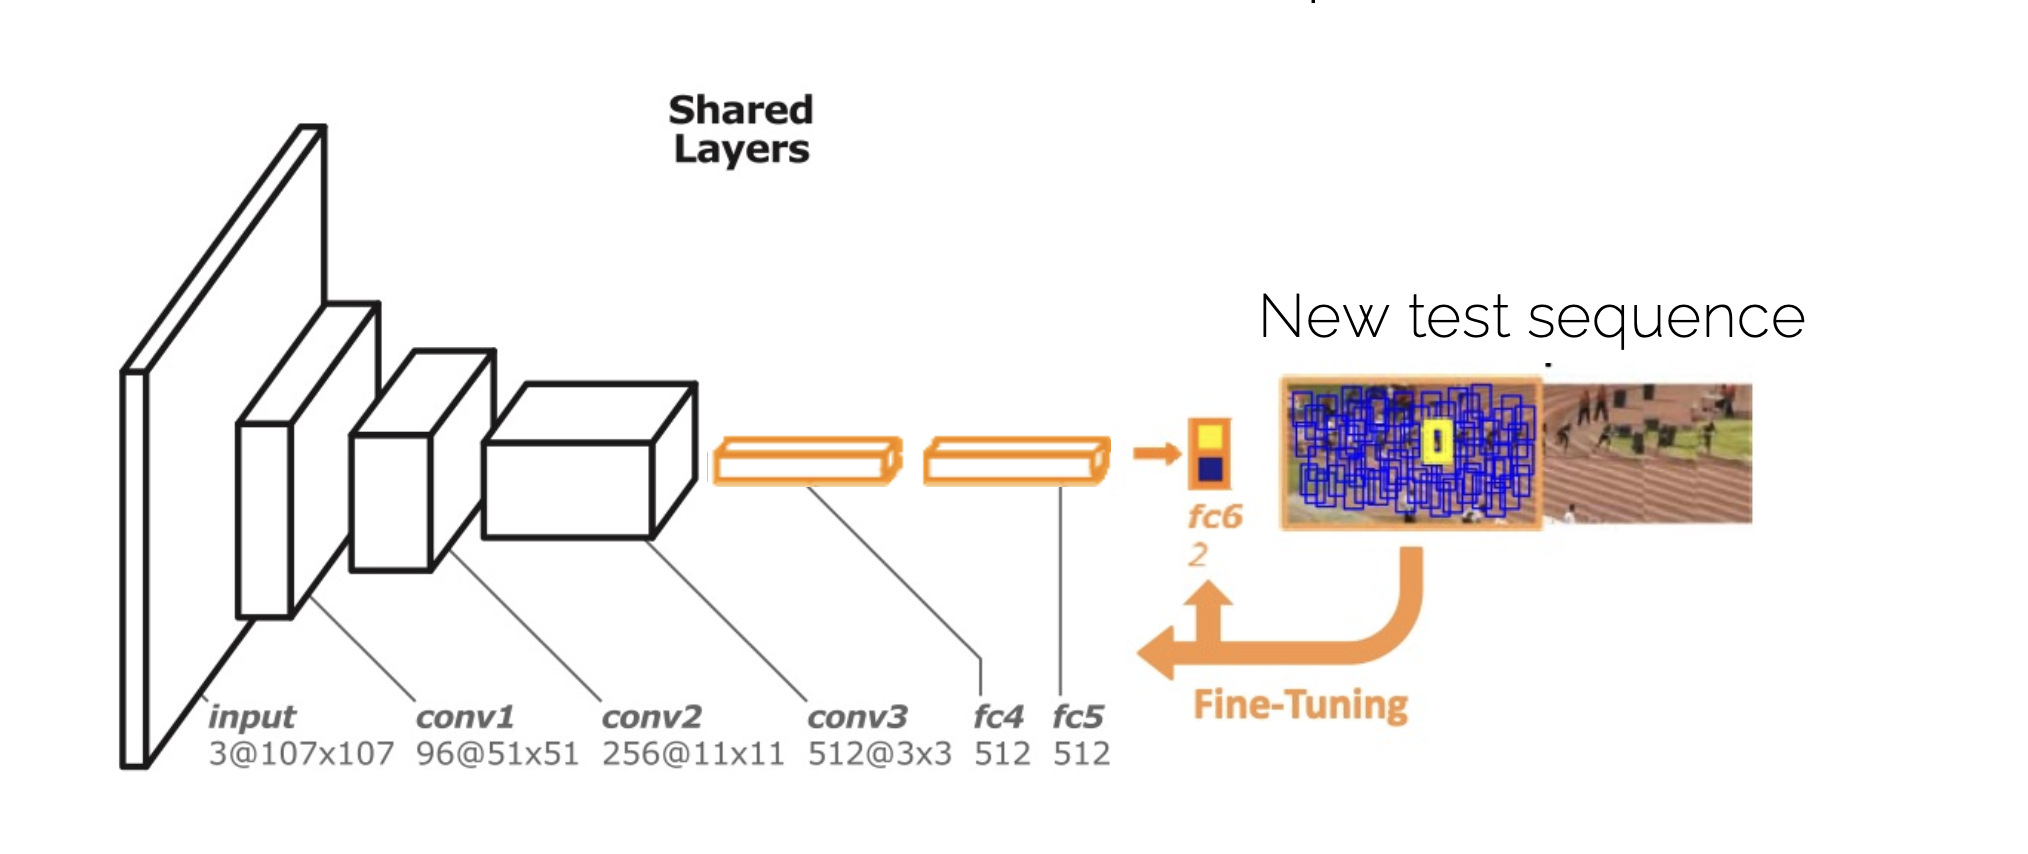 Shared
Layers
New test sequence
fc6
2
Fine-Tuning
input conv1 conv2 conv3 fc4 fc5
3@107x107 96@51x51 256@11x11 512@3x3 512 512